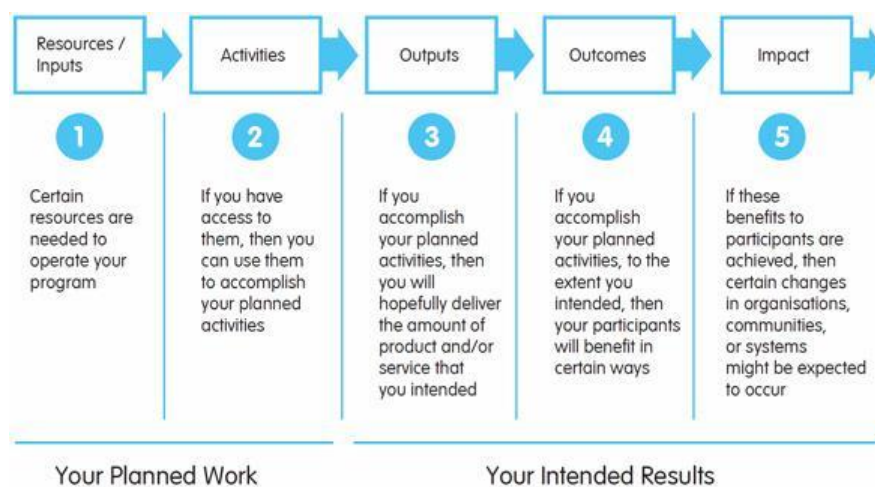 Resources /
Inputs
Activities
Outputs
Outcomes
Impact
1
2
3
4
5
Certain
resources are
needed to
operate your
program
If you have
access to
them, then you
can use them
to accomplish
your planned
activities
If you
accomplish
your planned
activities, then
you will
hopefully deliver
the amount of
product and/or
service that
you intended
If you
accomplish
your planned
activities, to the
extent you
intended, then
your participants
will benefit in
certain ways
If these
benefits to
participants are
achieved, then
certain changes
in organisations,
communities,
or systems
might be expected
to occur
Your Planned Work
Your Intended Results